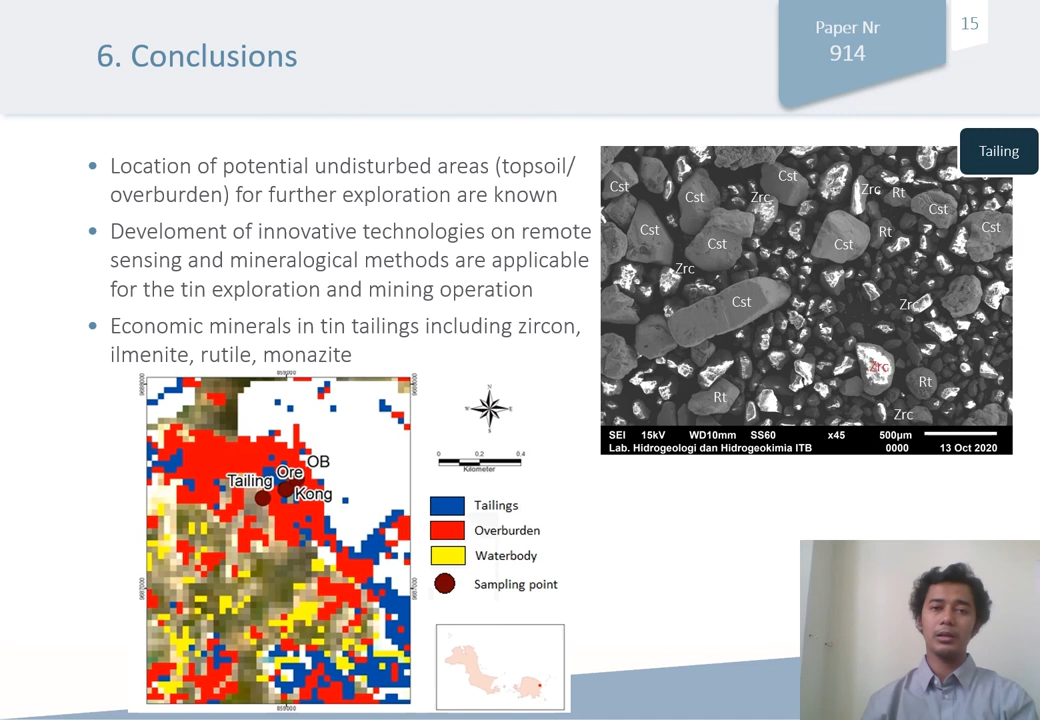 6. Conclusions
Paper Nr
914
15
• Location of potential undisturbed areas (topsoil/
overburden) for further exploration are known
• Develoment of innovative technologies on remote
sensing and mineralogical methods are applicable
for the tin exploration and mining operation
• Economic minerals in tin tailings including zircon,
ilmenite, rutile, monazite
Tailing
Cst
Cst
Cst
Zrc
Zrc
Rt
Cst
Cst
Cst
Cst
Cst
Rt
Zrc
Cst
Zrc
Zrc
Rt
Rt
Zrc
SEI 15kV WD10mm SS60 x45 500µm
0000 13 Oct 2020
Lab. Hidrogeologi dan Hidrogeokimia ITB
859000
OB
Ore
Tailing
Kong
859000
N
W E
S
0 0,2 0,4
Kilometer
Tailings
Overburden
Waterbody
Sampling point